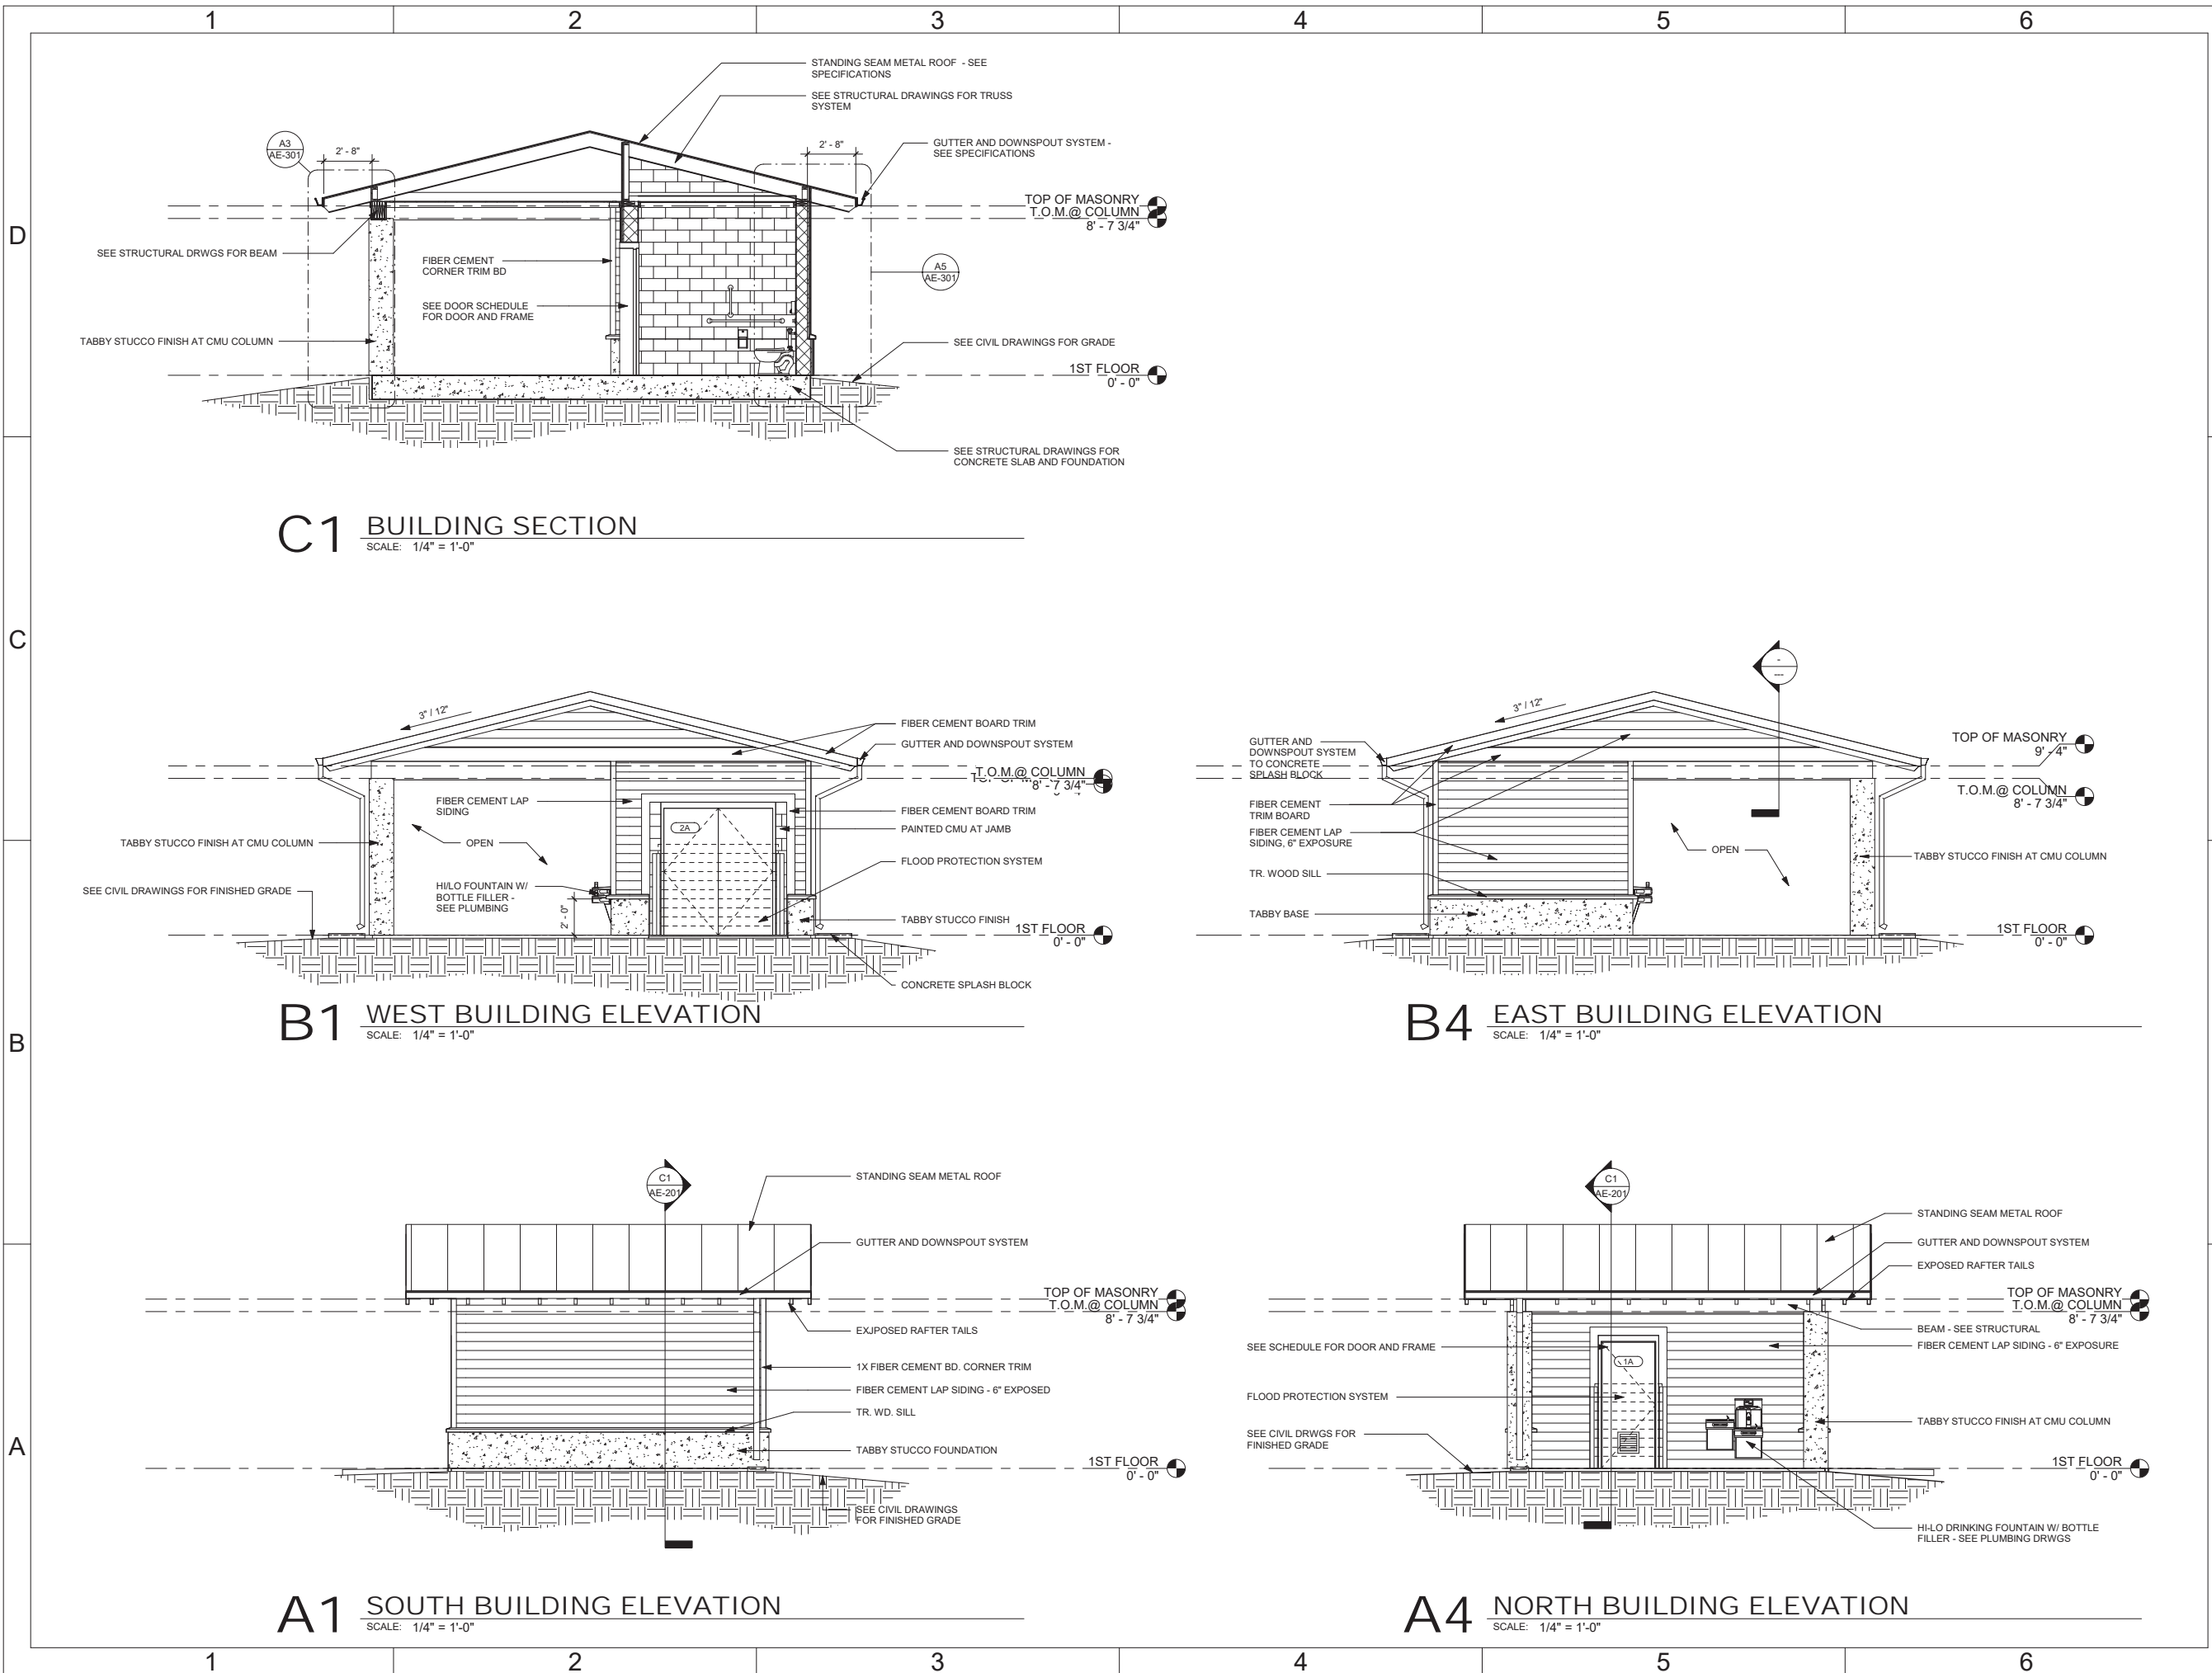 1 2 3 4 5 6
D
C
B
A
STANDING SEAM METAL ROOF - SEE
SPECIFICATIONS
SEE STRUCTURAL DRAWINGS FOR TRUSS
SYSTEM
GUTTER AND DOWNSPOUT SYSTEM -
SEE SPECIFICATIONS
A3
AE-301
2' - 8"
2' - 8"
TOP OF MASONRY
T.O.M.@ COLUMN
8' - 7 3/4"
SEE STRUCTURAL DRWGS FOR BEAM
FIBER CEMENT
CORNER TRIM BD
A5
AE-301
SEE DOOR SCHEDULE
FOR DOOR AND FRAME
TABBY STUCCO FINISH AT CMU COLUMN
SEE CIVIL DRAWINGS FOR GRADE
1ST FLOOR
0' - 0"
SEE STRUCTURAL DRAWINGS FOR
CONCRETE SLAB AND FOUNDATION
C1 BUILDING SECTION
SCALE: 1/4" = 1'-0"
3" / 12"
FIBER CEMENT BOARD TRIM
GUTTER AND DOWNSPOUT SYSTEM
T.O.M.@ COLUMN
8' - 7 3/4"
FIBER CEMENT LAP
SIDING
FIBER CEMENT BOARD TRIM
2A
PAINTED CMU AT JAMB
TABBY STUCCO FINISH AT CMU COLUMN
OPEN
FLOOD PROTECTION SYSTEM
SEE CIVIL DRAWINGS FOR FINISHED GRADE
HI/LO FOUNTAIN W/
BOTTLE FILLER -
SEE PLUMBING
2' - 0"
TABBY STUCCO FINISH
1ST FLOOR
0' - 0"
CONCRETE SPLASH BLOCK
B1 WEST BUILDING ELEVATION
SCALE: 1/4" = 1'-0"
-
---
3" / 12"
GUTTER AND
DOWNSPOUT SYSTEM
TO CONCRETE
SPLASH BLOCK
TOP OF MASONRY
9' - 4"
T.O.M.@ COLUMN
8' - 7 3/4"
FIBER CEMENT
TRIM BOARD
FIBER CEMENT LAP
SIDING, 6" EXPOSURE
OPEN
TABBY STUCCO FINISH AT CMU COLUMN
TR. WOOD SILL
TABBY BASE
1ST FLOOR
0' - 0"
B4 EAST BUILDING ELEVATION
SCALE: 1/4" = 1'-0"
C1
AE-201
STANDING SEAM METAL ROOF
GUTTER AND DOWNSPOUT SYSTEM
TOP OF MASONRY
T.O.M.@ COLUMN
8' - 7 3/4"
EXJPOSED RAFTER TAILS
1X FIBER CEMENT BD. CORNER TRIM
FIBER CEMENT LAP SIDING - 6" EXPOSED
TR. WD. SILL
TABBY STUCCO FOUNDATION
1ST FLOOR
0' - 0"
SEE CIVIL DRAWINGS
FOR FINISHED GRADE
A1 SOUTH BUILDING ELEVATION
SCALE: 1/4" = 1'-0"
C1
AE-201
STANDING SEAM METAL ROOF
GUTTER AND DOWNSPOUT SYSTEM
EXPOSED RAFTER TAILS
TOP OF MASONRY
T.O.M.@ COLUMN
8' - 7 3/4"
BEAM - SEE STRUCTURAL
SEE SCHEDULE FOR DOOR AND FRAME
FIBER CEMENT LAP SIDING - 6" EXPOSURE
1A
FLOOD PROTECTION SYSTEM
TABBY STUCCO FINISH AT CMU COLUMN
SEE CIVIL DRWGS FOR
FINISHED GRADE
1ST FLOOR
0' - 0"
HI-LO DRINKING FOUNTAIN W/ BOTTLE
FILLER - SEE PLUMBING DRWGS
A4 NORTH BUILDING ELEVATION
SCALE: 1/4" = 1'-0"
1 2 3 4 5 6